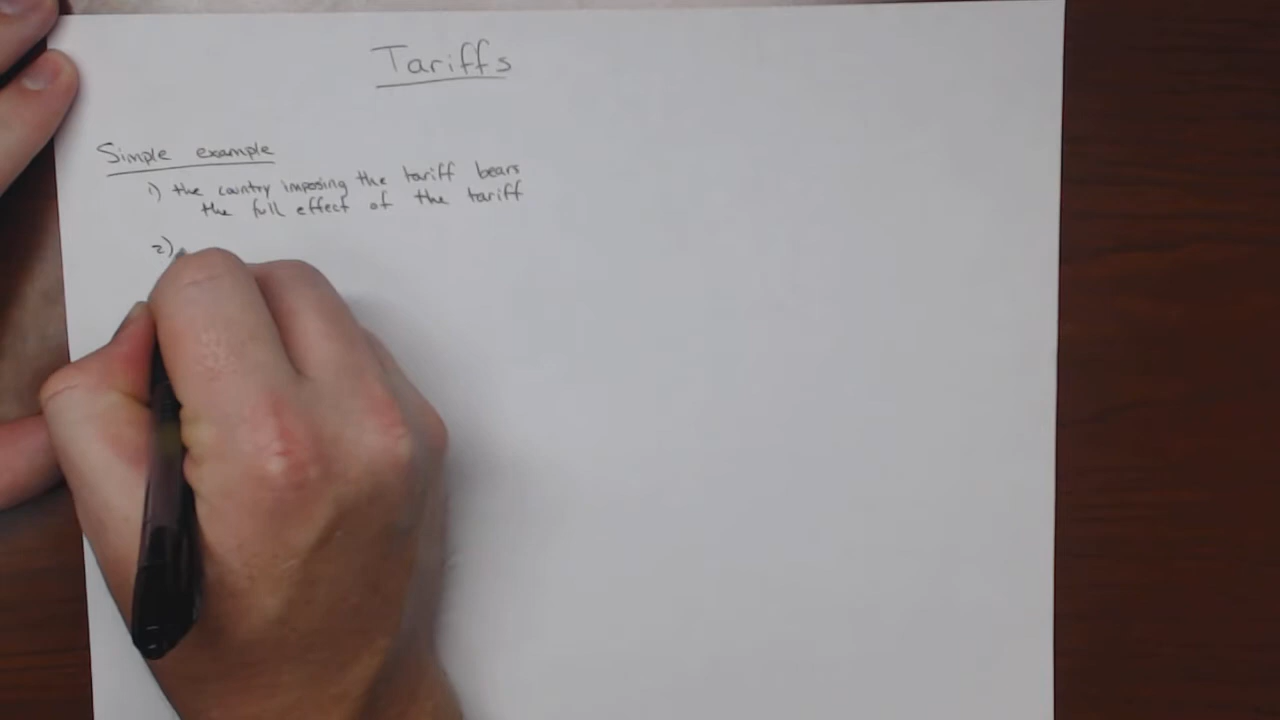 Tariffs
Simple example
1) the country imposing the tariff bears
the full effect of the tariff
2)